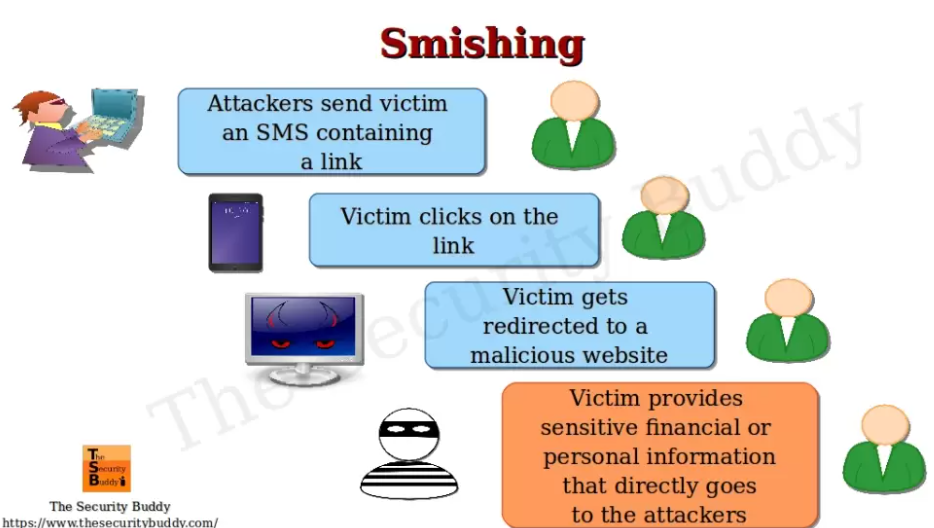 Smishing
Attackers send victim
an SMS containing
a link
Victim clicks on the
link
Victim gets
redirected to a
malicious website
Victim provides
sensitive financial or
personal information
that directly goes
to the attackers
The Security Buddy
The
Security
Buddy
The Security Buddy
https://www.thesecuritybuddy.com/